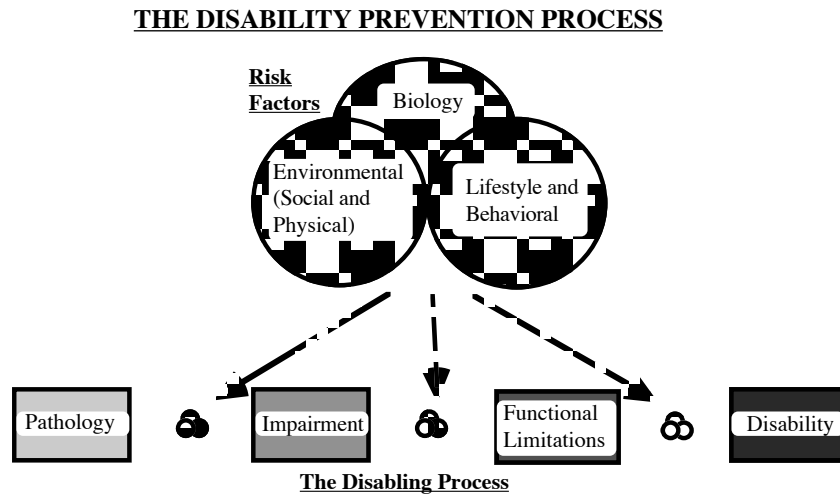 THE DISABILITY PREVENTION PROCESS
Risk
Factors
Biology
Environmental
(Social and
Physical)
Lifestyle and
Behavioral
Pathology
Impairment
Functional
Limitations
Disability
The Disabling Process